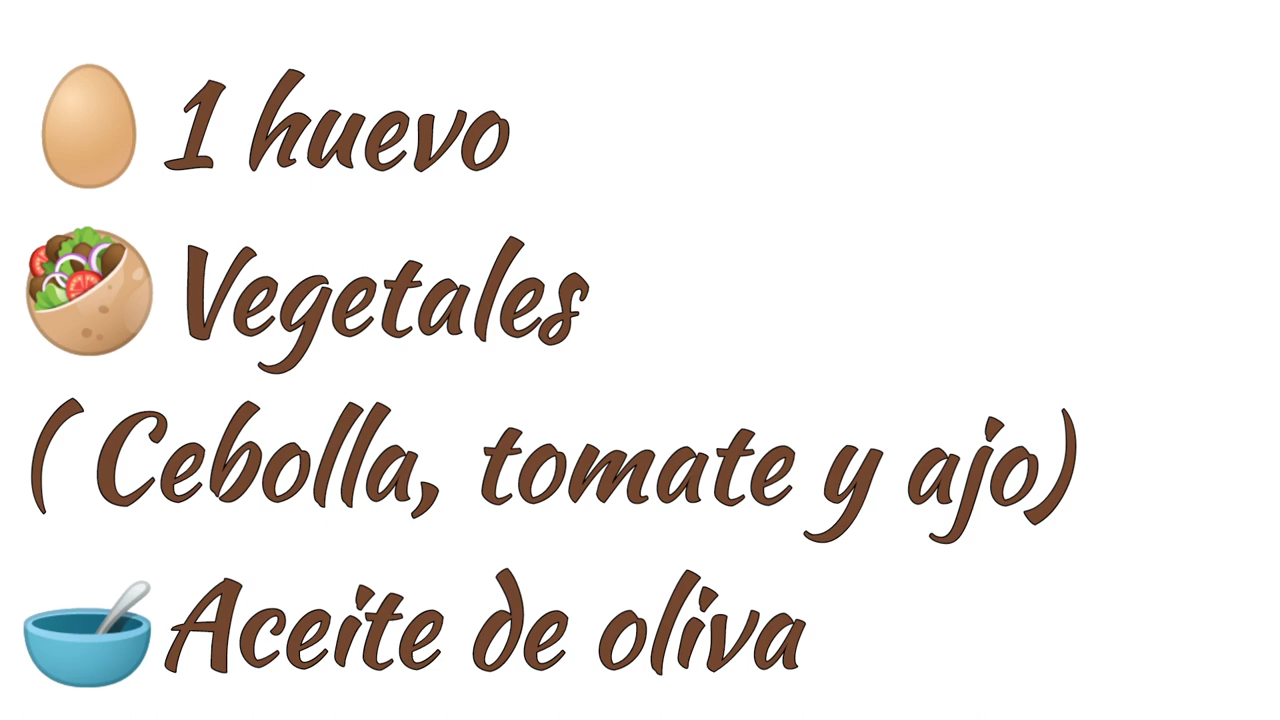 1 huevo
Vegetales
( Cebolla, tomate y ajo)
Aceite de oliva